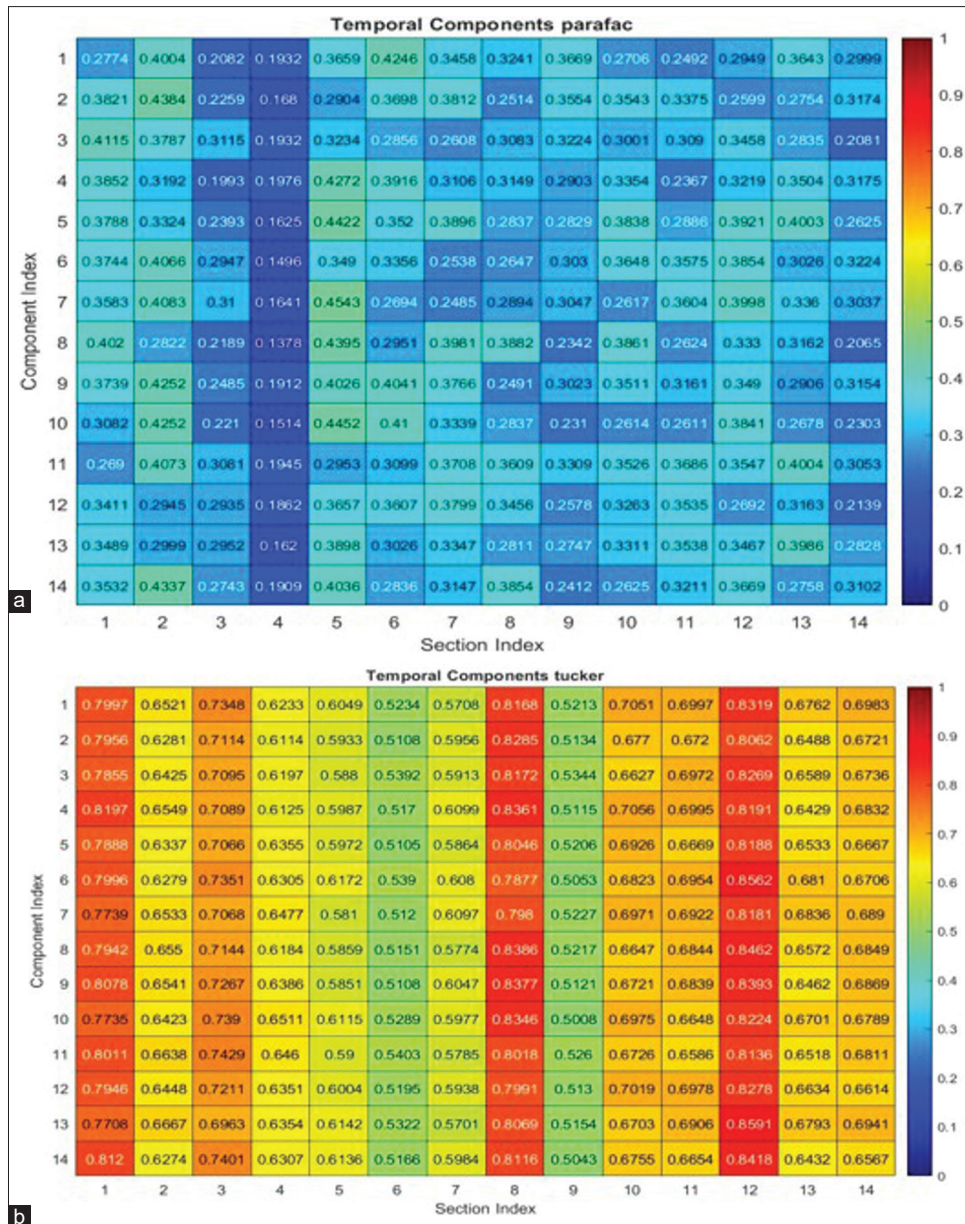 Temporal Components parafac
1
1 0.2774 0.4004 0.2082 0.1932 0.3659 0.4246 0.3458 0.3241 0.3669 0.2706 0.2492 0.2949 0.3643 0.2999
0.9
2 0.3821 0.4384 0.2259 0.168 0.2904 0.3698 0.3812 0.2514 0.3554 0.3543 0.3375 0.2599 0.2754 0.3174
0.8
3 0.4115 0.3787 0.3115 0.1932 0.3234 0.2856 0.2608 0.3083 0.3224 0.3001 0.309 0.3458 0.2835 0.2081
4 0.3852 0.3192 0.1993 0.1976 0.4272 0.3916 0.3106 0.3149 0.2903 0.3354 0.2367 0.3219 0.3504 0.3175
0.7
5 0.3788 0.3324 0.2393 0.1625 0.4422 0.352 0.3896 0.2837 0.2829 0.3838 0.2886 0.3921 0.4003 0.2625
0.6
6 0.3744 0.4066 0.2947 0.1496 0.349 0.3356 0.2538 0.2647 0.303 0.3648 0.3575 0.3854 0.3026 0.3224
Component Index
7 0.3583 0.4083 0.31 0.1641 0.4543 0.2694 0.2485 0.2894 0.3047 0.2617 0.3604 0.3998 0.336 0.3037
0.5
8 0.402 0.2822 0.2189 0.1378 0.4395 0.2951 0.3981 0.3882 0.2342 0.3861 0.2624 0.333 0.3162 0.2065
0.4
9 0.3739 0.4252 0.2485 0.1912 0.4026 0.4041 0.3766 0.2491 0.3023 0.3511 0.3161 0.349 0.2906 0.3154
10 0.3082 0.4252 0.221 0.1514 0.4452 0.41 0.3339 0.2837 0.231 0.2614 0.2611 0.3841 0.2678 0.2303
0.3
11 0.269 0.4073 0.3081 0.1945 0.2953 0.3099 0.3708 0.3609 0.3309 0.3526 0.3686 0.3547 0.4004 0.3053
0.2
12 0.3411 0.2945 0.2935 0.1862 0.3657 0.3607 0.3799 0.3456 0.2578 0.3263 0.3535 0.2692 0.3163 0.2139
13 0.3489 0.2999 0.2952 0.162 0.3898 0.3026 0.3347 0.2811 0.2747 0.3311 0.3538 0.3467 0.3986 0.2828
0.1
14 0.3532 0.4337 0.2743 0.1909 0.4036 0.2836 0.3147 0.3854 0.2412 0.2625 0.3211 0.3669 0.2758 0.3102
0
a
1 2 3 4 5 6 7 8 9 10 11 12 13 14
Section Index
Temporal Components tucker
1
1 0.7997 0.6521 0.7348 0.6233 0.6049 0.5234 0.5708 0.8168 0.5213 0.7051 0.6997 0.8319 0.6762 0.6983
0.9
2 0.7956 0.6281 0.7114 0.6114 0.5933 0.5108 0.5956 0.8285 0.5134 0.677 0.672 0.8062 0.6488 0.6721
3 0.7855 0.6425 0.7095 0.6197 0.588 0.5392 0.5913 0.8172 0.5344 0.6627 0.6972 0.8269 0.6589 0.6736
0.8
4 0.8197 0.6549 0.7089 0.6125 0.5987 0.517 0.6099 0.8361 0.5115 0.7056 0.6995 0.8191 0.6429 0.6832
0.7
5 0.7888 0.6337 0.7066 0.6355 0.5972 0.5105 0.5864 0.8046 0.5206 0.6926 0.6669 0.8188 0.6533 0.6667
0.6
6 0.7996 0.6279 0.7351 0.6305 0.6172 0.539 0.608 0.7877 0.5053 0.6823 0.6954 0.8562 0.681 0.6706
Component Index
7 0.7739 0.6533 0.7068 0.6477 0.581 0.512 0.6097 0.798 0.5227 0.6971 0.6922 0.8181 0.6836 0.689
0.5
8 0.7942 0.655 0.7144 0.6184 0.5859 0.5151 0.5774 0.8386 0.5217 0.6647 0.6844 0.8462 0.6572 0.6849
0.4
9 0.8078 0.6541 0.7267 0.6386 0.5851 0.5108 0.6047 0.8377 0.5121 0.6721 0.6839 0.8393 0.6462 0.6869
10 0.7735 0.6423 0.739 0.6511 0.6115 0.5289 0.5977 0.8346 0.5008 0.6975 0.6648 0.8224 0.6701 0.6789
0.3
11 0.8011 0.6638 0.7429 0.646 0.59 0.5403 0.5785 0.8018 0.526 0.6726 0.6586 0.8136 0.6518 0.6811
0.2
12 0.7946 0.6448 0.7211 0.6351 0.6004 0.5195 0.5938 0.7991 0.513 0.7019 0.6978 0.8278 0.6634 0.6614
0.1
13 0.7708 0.6667 0.6963 0.6354 0.6142 0.5322 0.5701 0.8069 0.5154 0.6703 0.6906 0.8591 0.6793 0.6941
14 0.812 0.6274 0.7401 0.6307 0.6136 0.5166 0.5984 0.8116 0.5043 0.6755 0.6654 0.8418 0.6432 0.6567
0
1 2 3 4 5 6 7 8 9 10 11 12 13 14
Section Index
b